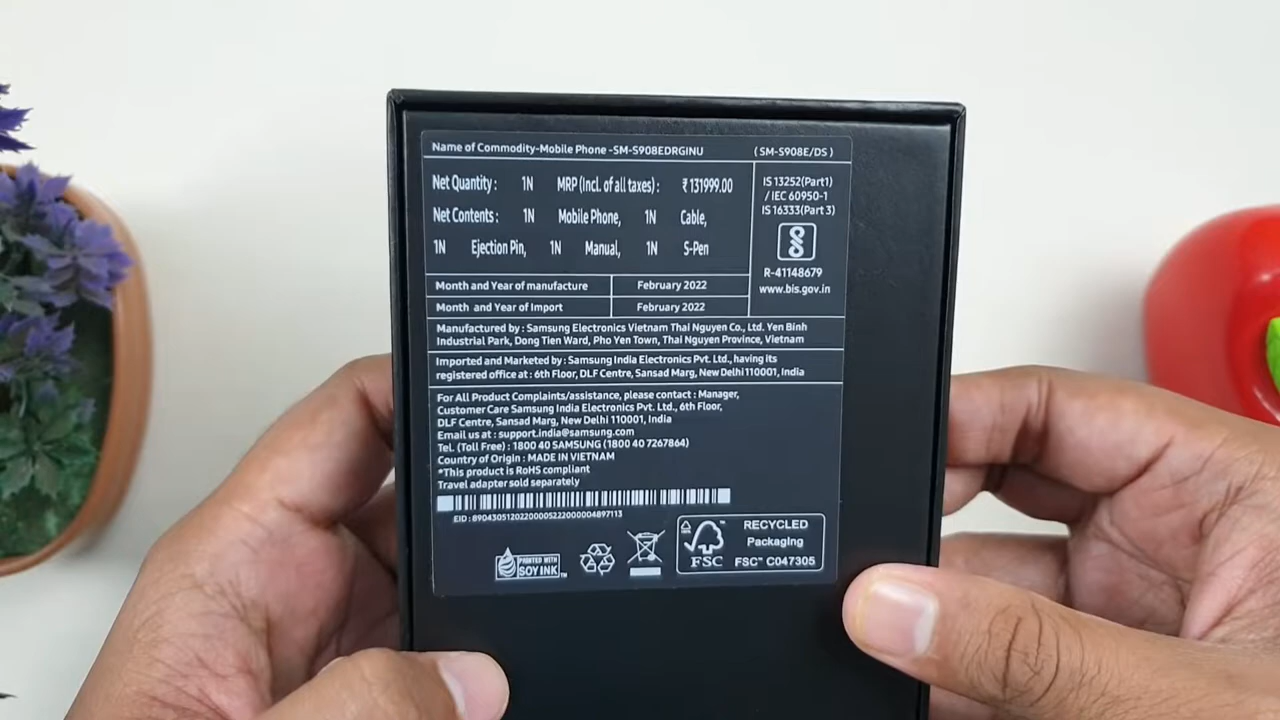 Name of Commodity-Mobile Phone -SM-S908EDRGINU (SM-S908E/DS )
Net Quantity : 1N MRP (Incl. of all taxes) : ₹ 131999.00
Net Contents : 1N Mobile Phone, 1N Cable,
1N Ejection Pin, 1N Manual, 1N S-Pen
IS 13252(Part1)
/ IEC 60950-1
IS 16333(Part 3)
R-41148679
www.bis.gov.in
Month and Year of manufacture February 2022
Month and Year of Import February 2022
Manufactured by : Samsung Electronics Vietnam Thai Nguyen Co., Ltd. Yen Binh
Industrial Park, Dong Tien Ward, Pho Yen Town, Thai Nguyen Province, Vietnam
Imported and Marketed by : Samsung India Electronics Pvt. Ltd., having its
registered office at : 6th Floor, DLF Centre, Sansad Marg, New Delhi 110001, India
For All Product Complaints/assistance, please contact : Manager,
Customer Care Samsung India Electronics Pvt. Ltd., 6th Floor,
DLF Centre, Sansad Marg, New Delhi 110001, India
Email us at : support.india@samsung.com
Tel. (Toll Free) : 1800 40 SAMSUNG (1800 40 7267864)
Country of Origin : MADE IN VIETNAM
*This product is RoHS compliant
Travel adapter sold separately
EID : 89043051202200005222000004897113
PRINTED WITH
SOY INK™
FSC™
RECYCLED
Packaging
FSC™ C047305